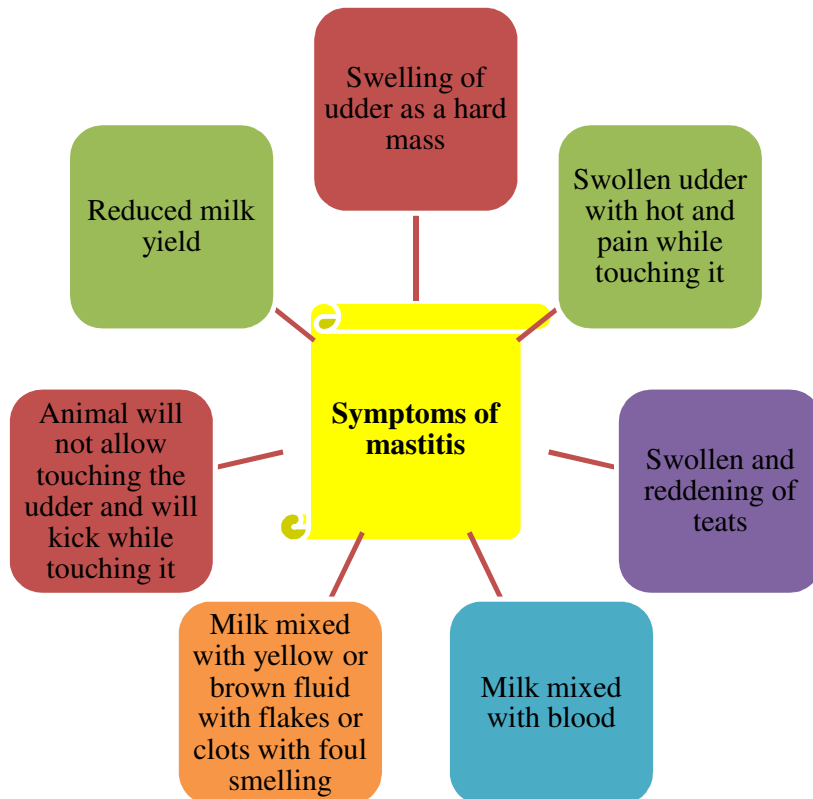 Swelling of
udder as a hard
mass
Swollen udder
with hot and
pain while
touching it
Swollen and
reddening of
teats
Milk mixed
with blood
Milk mixed
with yellow or
brown fluid
with flakes or
clots with foul
smelling
Animal will
not allow
touching the
udder and will
kick while
touching it
Reduced milk
yield
Symptoms of
mastitis